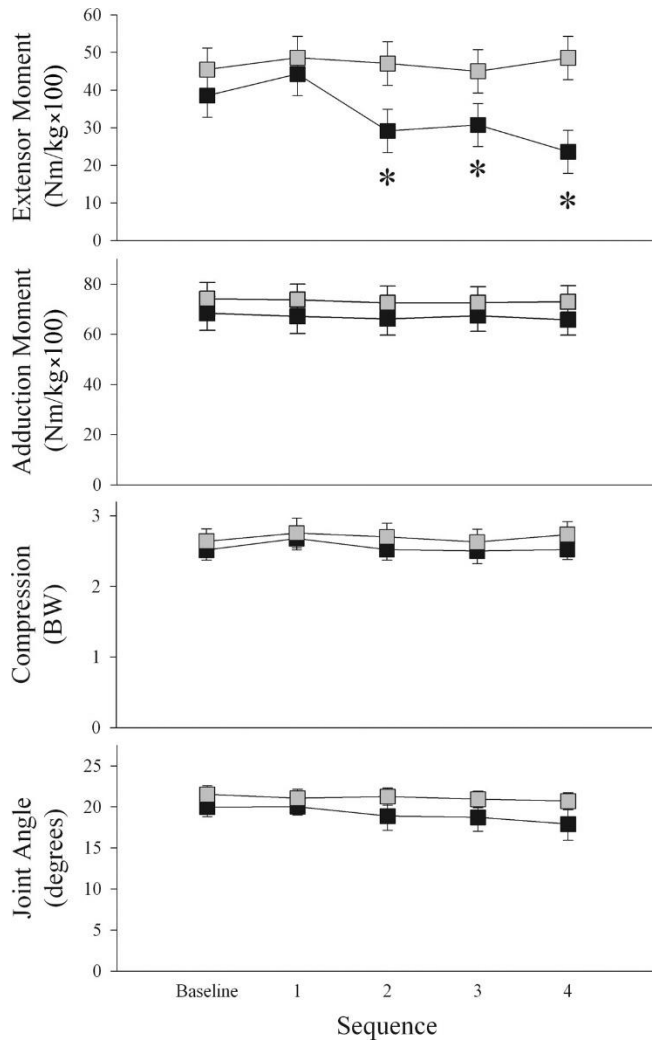 Extensor Moment
(Nm/kg×100)
60
50
40
30
20
10
0
*
*
*
Adduction Moment
(Nm/kg×100)
80
60
40
20
0
Compression
(BW)
3
2
1
0
Joint Angle
(degrees)
25
20
15
10
5
0
Baseline 1 2 3 4
Sequence